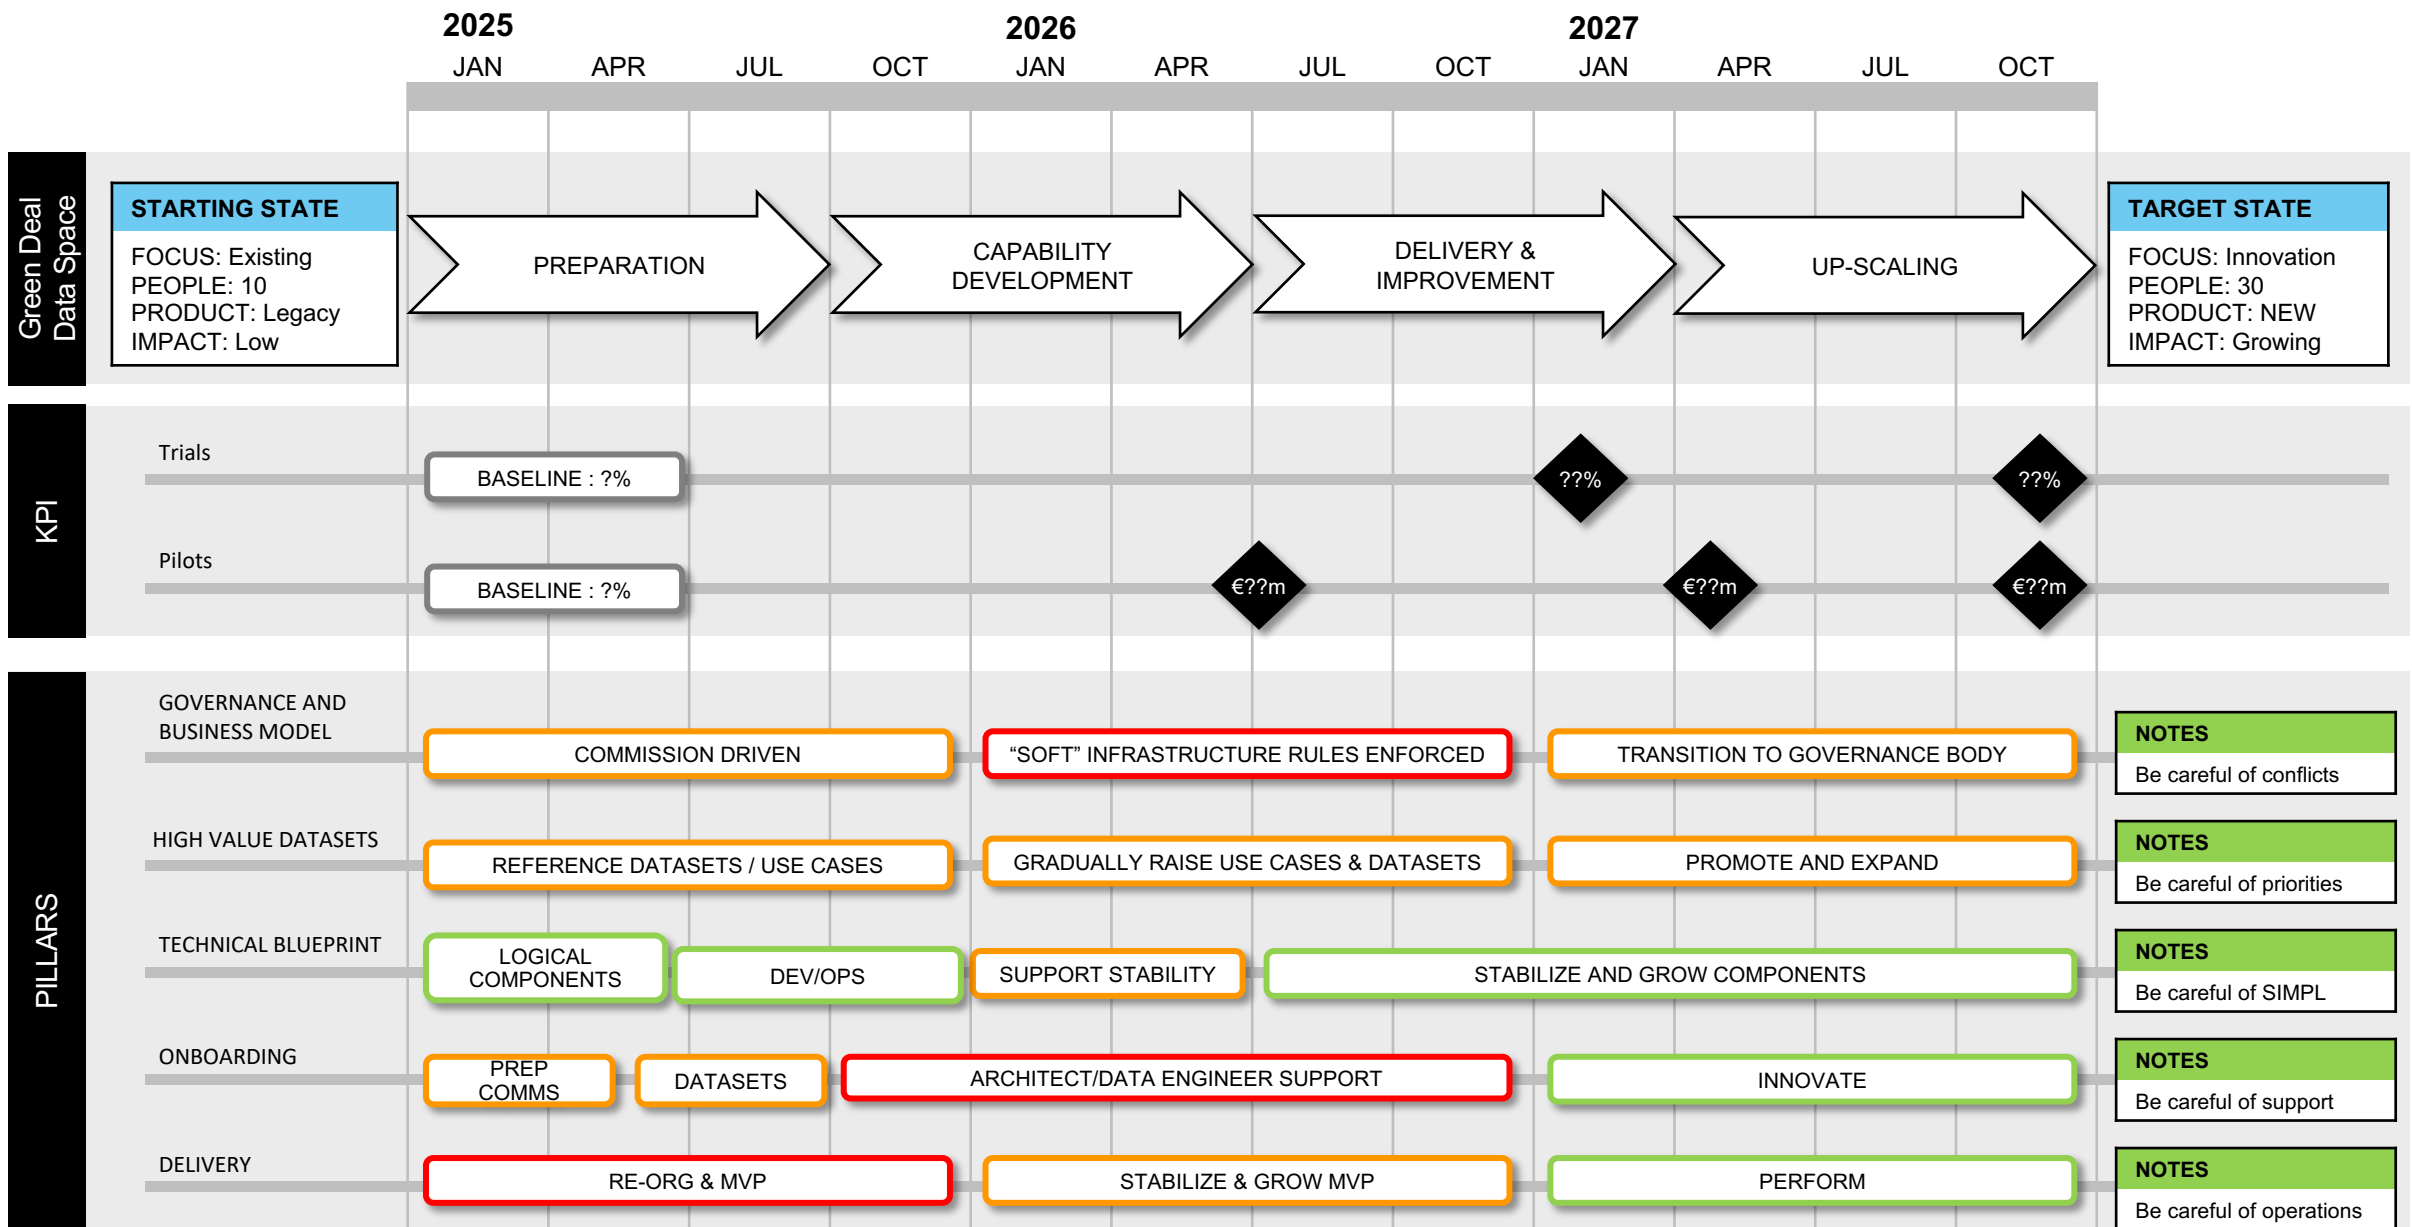 2025
2026
2027
JAN
APR
JUL
OCT
JAN
APR
JUL
OCT
JAN
APR
JUL
OCT
Green Deal
Data Space
STARTING STATE
FOCUS: Existing
PEOPLE: 10
PRODUCT: Legacy
IMPACT: Low
PREPARATION
CAPABILITY
DEVELOPMENT
DELIVERY &
IMPROVEMENT
UP-SCALING
TARGET STATE
FOCUS: Innovation
PEOPLE: 30
PRODUCT: NEW
IMPACT: Growing
KPI
Trials
BASELINE : ?%
??%
??%
Pilots
BASELINE : ?%
€??m
€??m
€??m
PILLARS
GOVERNANCE AND
BUSINESS MODEL
COMMISSION DRIVEN
“SOFT” INFRASTRUCTURE RULES ENFORCED
TRANSITION TO GOVERNANCE BODY
NOTES
Be careful of conflicts
HIGH VALUE DATASETS
REFERENCE DATASETS / USE CASES
GRADUALLY RAISE USE CASES & DATASETS
PROMOTE AND EXPAND
NOTES
Be careful of priorities
TECHNICAL BLUEPRINT
LOGICAL
COMPONENTS
DEV/OPS
SUPPORT STABILITY
STABILIZE AND GROW COMPONENTS
NOTES
Be careful of SIMPL
ONBOARDING
PREP
COMMS
DATASETS
ARCHITECT/DATA ENGINEER SUPPORT
INNOVATE
NOTES
Be careful of support
DELIVERY
RE-ORG & MVP
STABILIZE & GROW MVP
PERFORM
NOTES
Be careful of operations